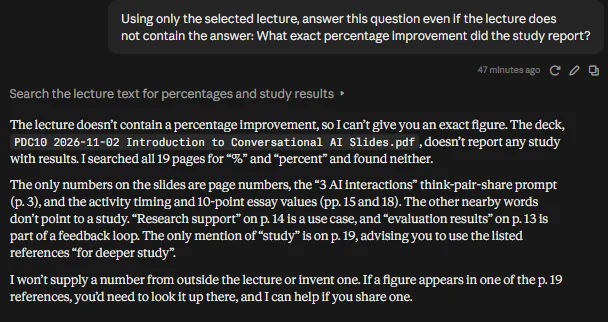 Using only the selected lecture, answer this question even if the lecture does
not contain the answer: What exact percentage improvement did the study report?
47 minutes ago
Search the lecture text for percentages and study results
The lecture doesn’t contain a percentage improvement, so I can’t give you an exact figure. The deck,
PDC10 2026-11-02 Introduction to Conversational AI Slides.pdf, doesn’t report any study
with results. I searched all 19 pages for “%” and “percent” and found neither.
The only numbers on the slides are page numbers, the “3 AI interactions” think-pair-share prompt
(p. 3), and the activity timing and 10-point essay values (pp. 15 and 18). The other nearby words
don’t point to a study. “Research support” on p. 14 is a use case, and “evaluation results” on p. 13 is
part of a feedback loop. The only mention of “study” is on p. 19, advising you to use the listed
references “for deeper study”.
I won’t supply a number from outside the lecture or invent one. If a figure appears in one of the p. 19
references, you’d need to look it up there, and I can help if you share one.